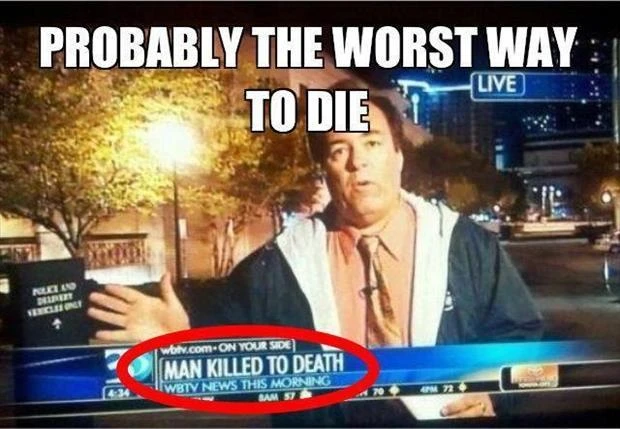 PROBABLY THE WORST WAY
TO DIE
LIVE
POLICE AND
DELIVERY
VEHICLES ONLY
wbtv.com • ON YOUR SIDE
MAN KILLED TO DEATH
WBTV NEWS THIS MORNING
4:34
8AM 57
70
4PM 72